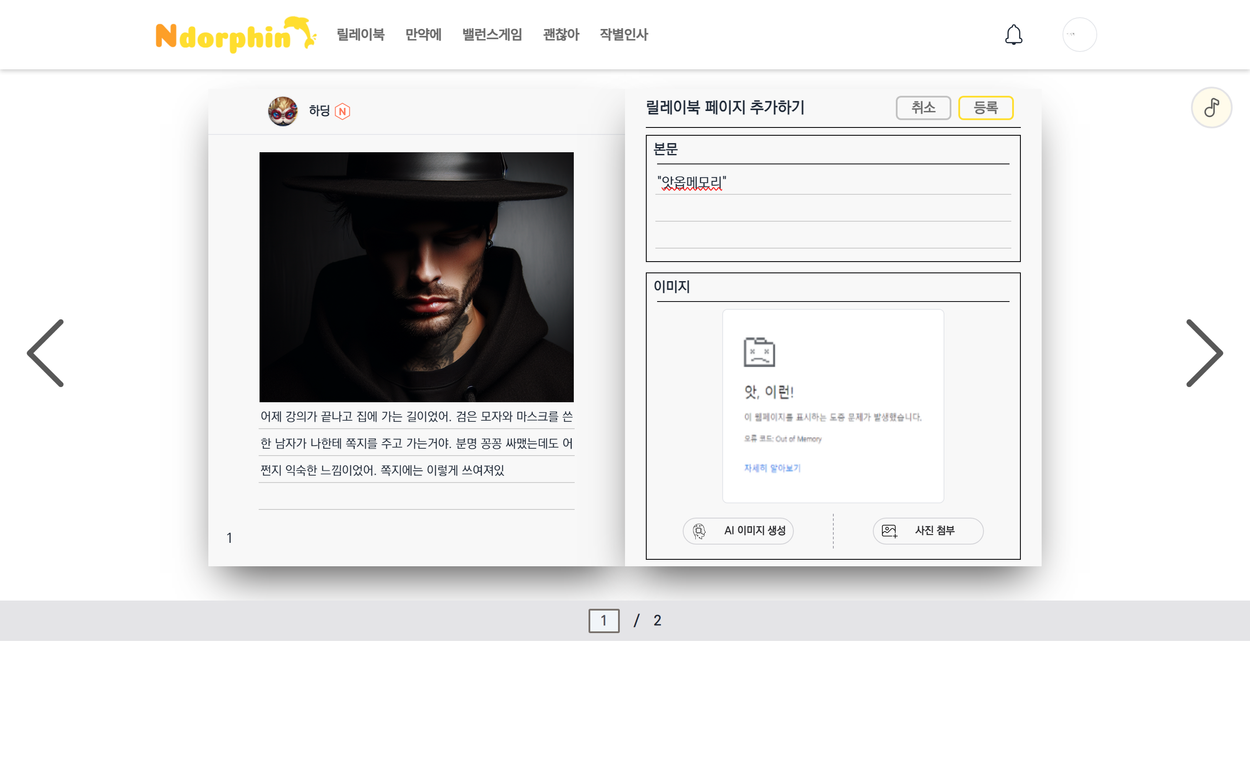 Ndorphin 릴레이북 만약에 밸런스게임 괜찮아 작별인사
하딩 N
어제 강의가 끝나고 집에 가는 길이었어. 검은 모자와 마스크를 쓴
한 남자가 나한테 쪽지를 주고 가는거야. 분명 꽁꽁 싸맸는데도 어
쩐지 익숙한 느낌이었어. 쪽지에는 이렇게 쓰여져있
1
릴레이북 페이지 추가하기 취소 등록
본문
"앗옵메모리"
이미지
앗, 이런!
이 웹페이지를 표시하는 도중 문제가 발생했습니다.
오류 코드: Out of Memory
자세히 알아보기
AI 이미지 생성 사진 첨부
1 / 2